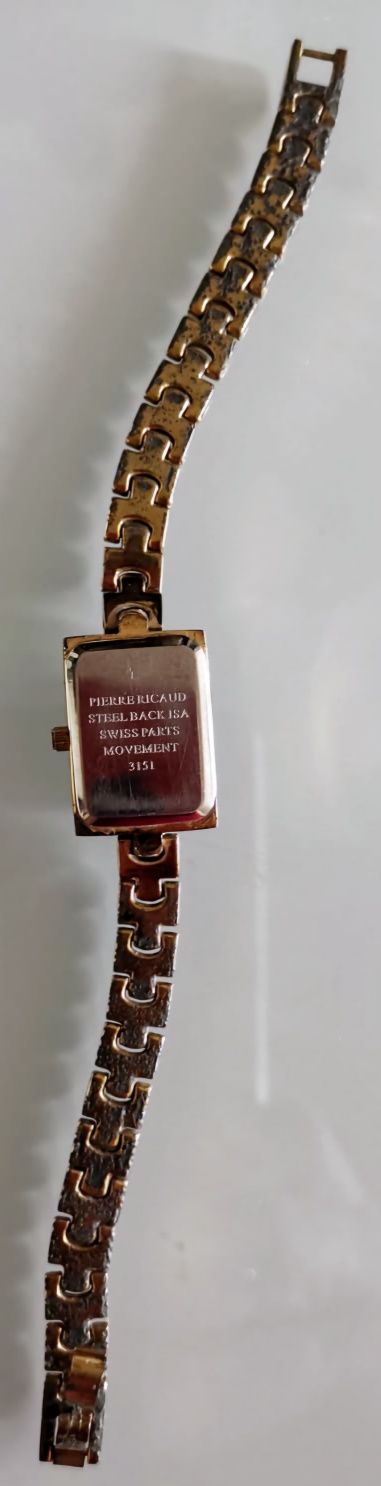 PIERRE RICAUD
STEEL BACK ISA
SWISS PARTS
MOVEMENT
3151